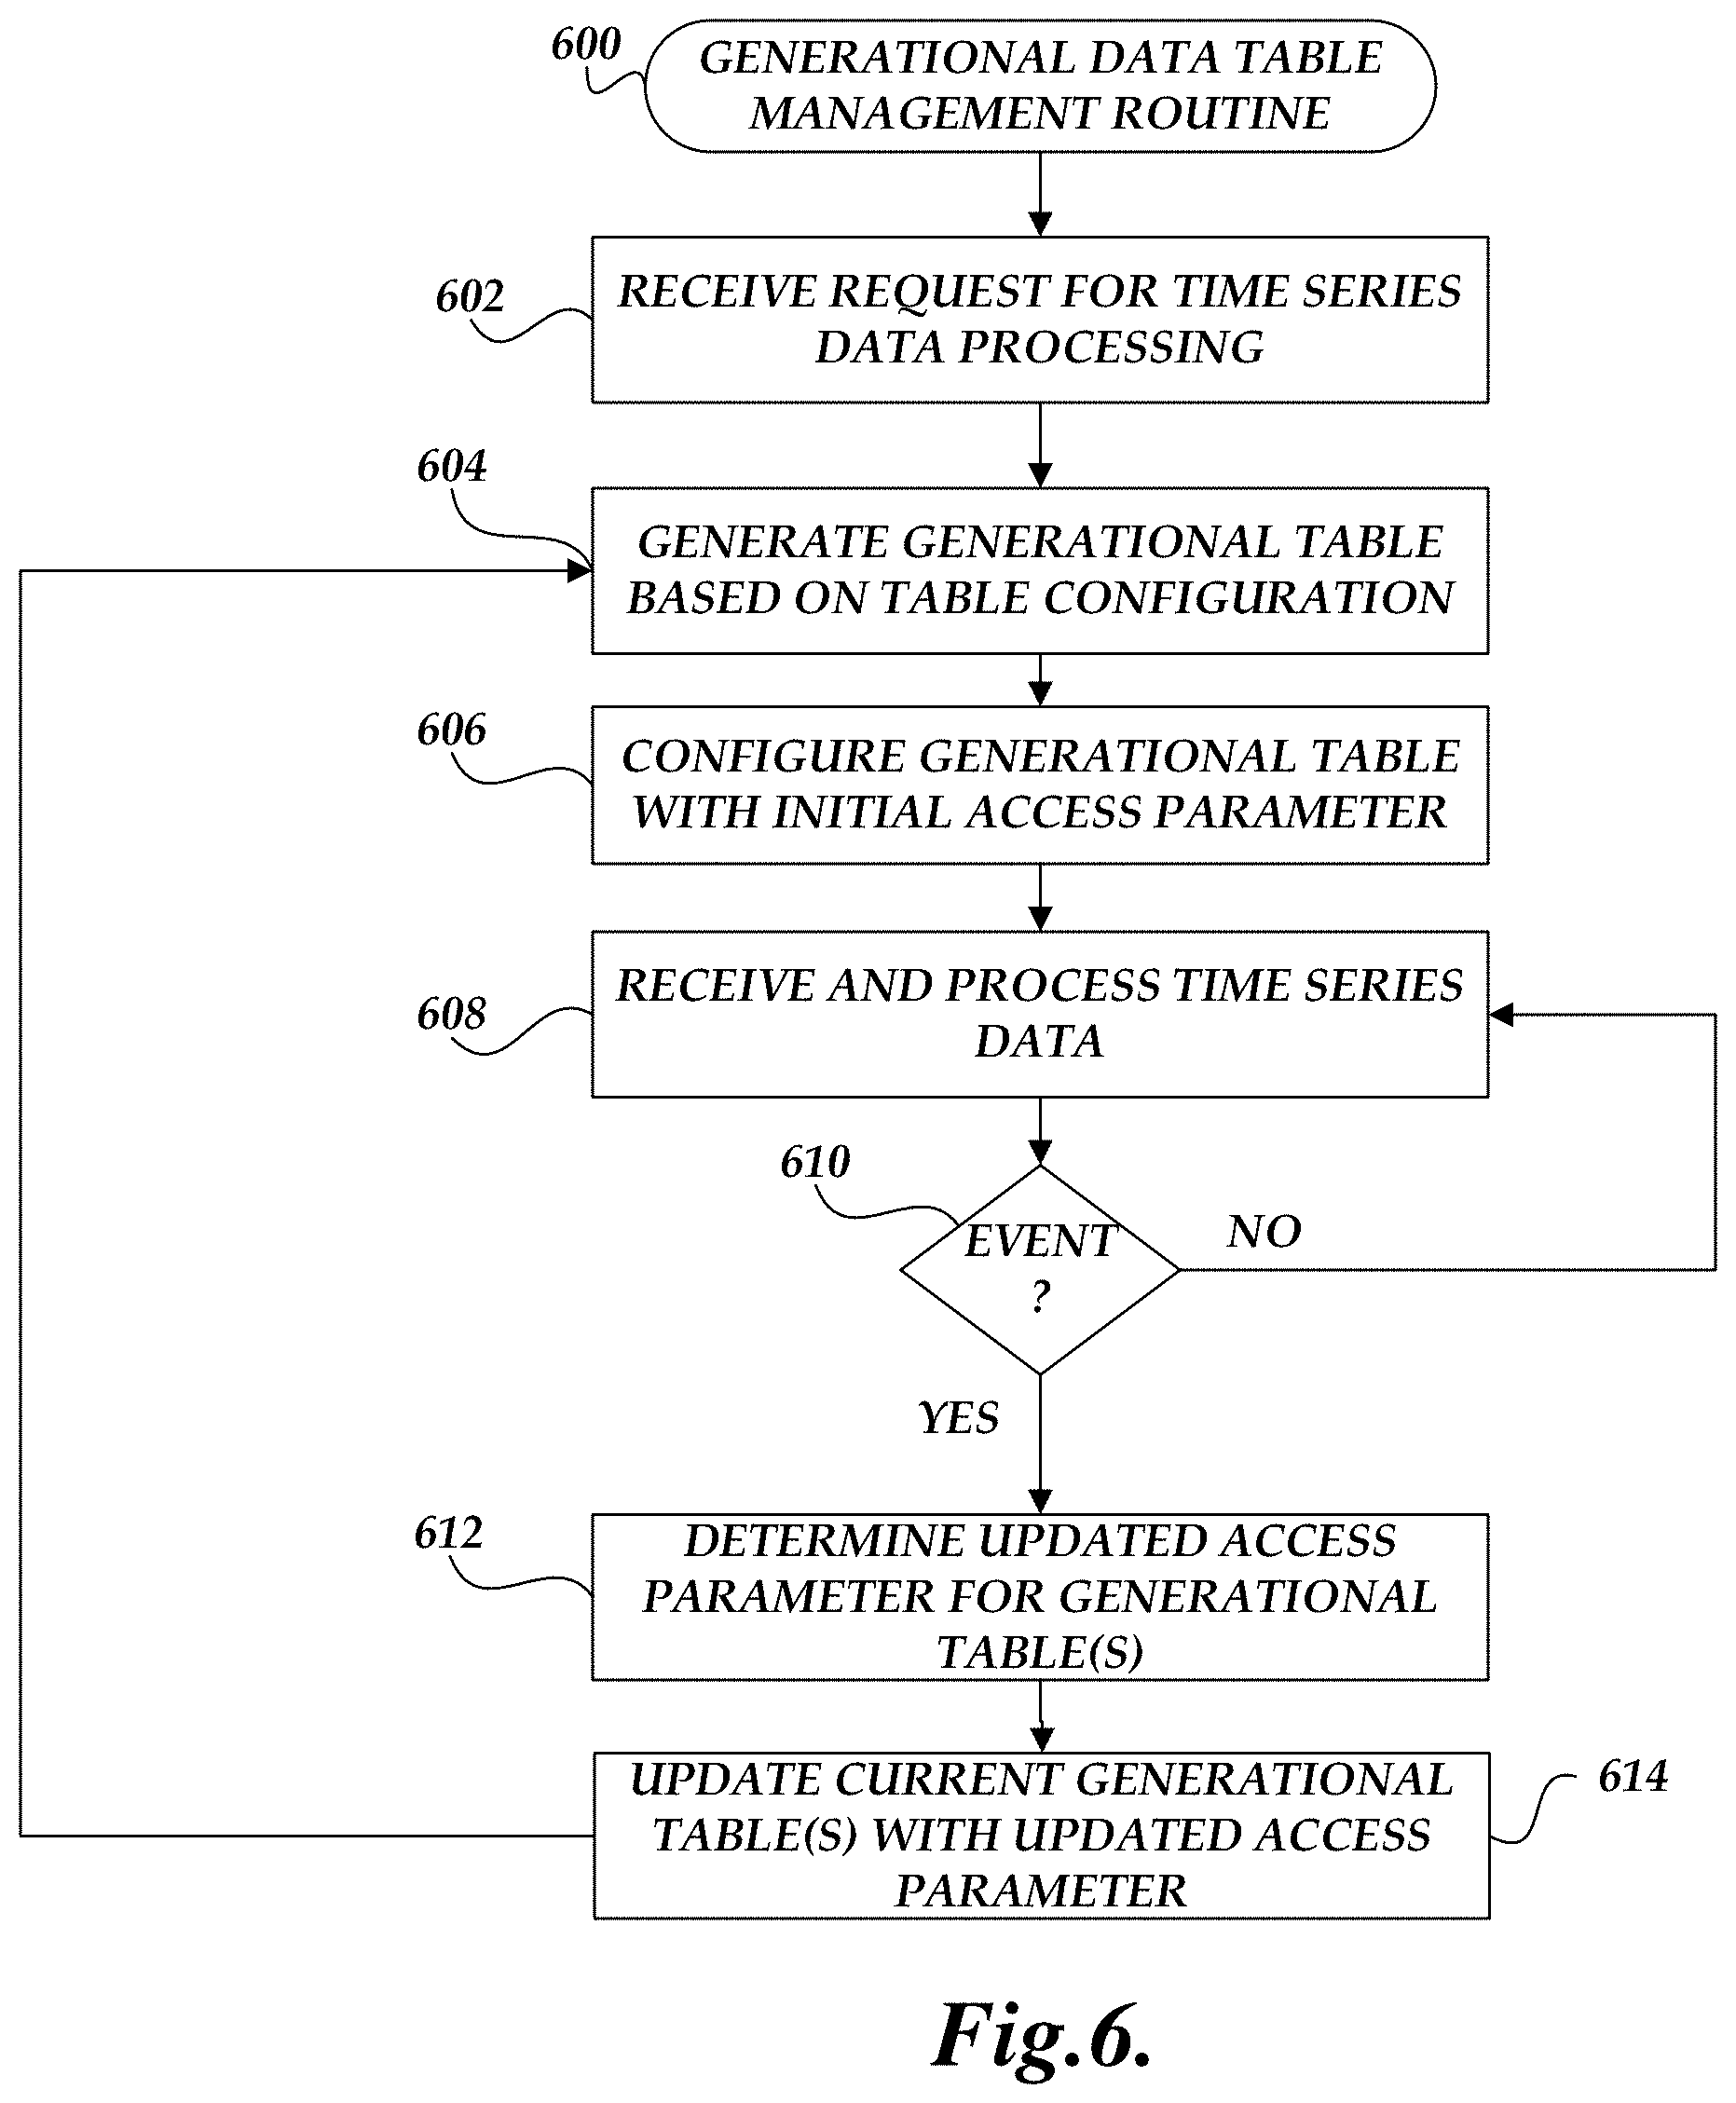 600
GENERATIONAL DATA TABLE
MANAGEMENT ROUTINE
602
RECEIVE REQUEST FOR TIME SERIES
DATA PROCESSING
604
GENERATE GENERATIONAL TABLE
BASED ON TABLE CONFIGURATION
606
CONFIGURE GENERATIONAL TABLE
WITH INITIAL ACCESS PARAMETER
608
RECEIVE AND PROCESS TIME SERIES
DATA
610
EVENT
?
NO
YES
612
DETERMINE UPDATED ACCESS
PARAMETER FOR GENERATIONAL
TABLE(S)
614
UPDATE CURRENT GENERATIONAL
TABLE(S) WITH UPDATED ACCESS
PARAMETER
Fig.6.